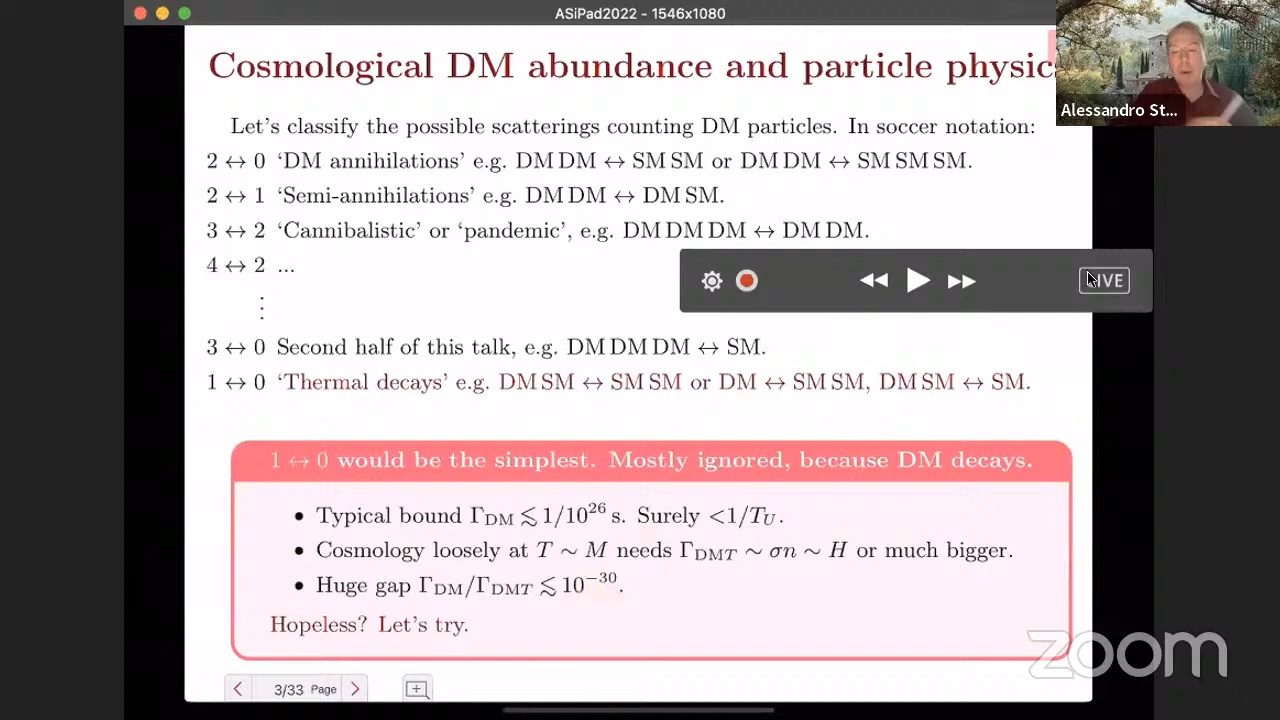 ASiPad2022 - 1546x1080
Cosmological DM abundance and particle physic
Alessandro St...
Let's classify the possible scatterings counting DM particles. In soccer notation:
2 ↔ 0 ‘DM annihilations’ e.g. DM DM ↔ SM SM or DM DM ↔ SM SM SM.
2 ↔ 1 ‘Semi-annihilations’ e.g. DM DM ↔ DM SM.
3 ↔ 2 ‘Cannibalistic’ or ‘pandemic’, e.g. DM DM DM ↔ DM DM.
4 ↔ 2 ...
LIVE
⋮
3 ↔ 0 Second half of this talk, e.g. DM DM DM ↔ SM.
1 ↔ 0 ‘Thermal decays’ e.g. DM SM ↔ SM SM or DM ↔ SM SM, DM SM ↔ SM.
1 ↔ 0 would be the simplest. Mostly ignored, because DM decays.
• Typical bound Γ_DM ≲ 1/10²⁶ s. Surely <1/T_U.
• Cosmology loosely at T ∼ M needs Γ_DMT ∼ σn ∼ H or much bigger.
• Huge gap Γ_DM/Γ_DMT ≲ 10⁻³⁰.
Hopeless? Let's try.
zoom
3/33 Page